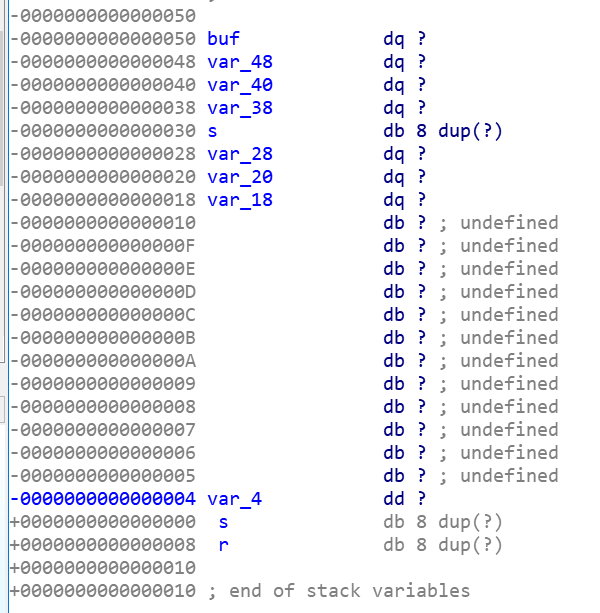 -0000000000000050
-0000000000000050 buf dq ?
-0000000000000048 var_48 dq ?
-0000000000000040 var_40 dq ?
-0000000000000038 var_38 dq ?
-0000000000000030 s db 8 dup(?)
-0000000000000028 var_28 dq ?
-0000000000000020 var_20 dq ?
-0000000000000018 var_18 dq ?
-0000000000000010 db ? ; undefined
-000000000000000F db ? ; undefined
-000000000000000E db ? ; undefined
-000000000000000D db ? ; undefined
-000000000000000C db ? ; undefined
-000000000000000B db ? ; undefined
-000000000000000A db ? ; undefined
-0000000000000009 db ? ; undefined
-0000000000000008 db ? ; undefined
-0000000000000007 db ? ; undefined
-0000000000000006 db ? ; undefined
-0000000000000005 db ? ; undefined
-0000000000000004 var_4 dd ?
+0000000000000000 s db 8 dup(?)
+0000000000000008 r db 8 dup(?)
+0000000000000010
+0000000000000010 ; end of stack variables